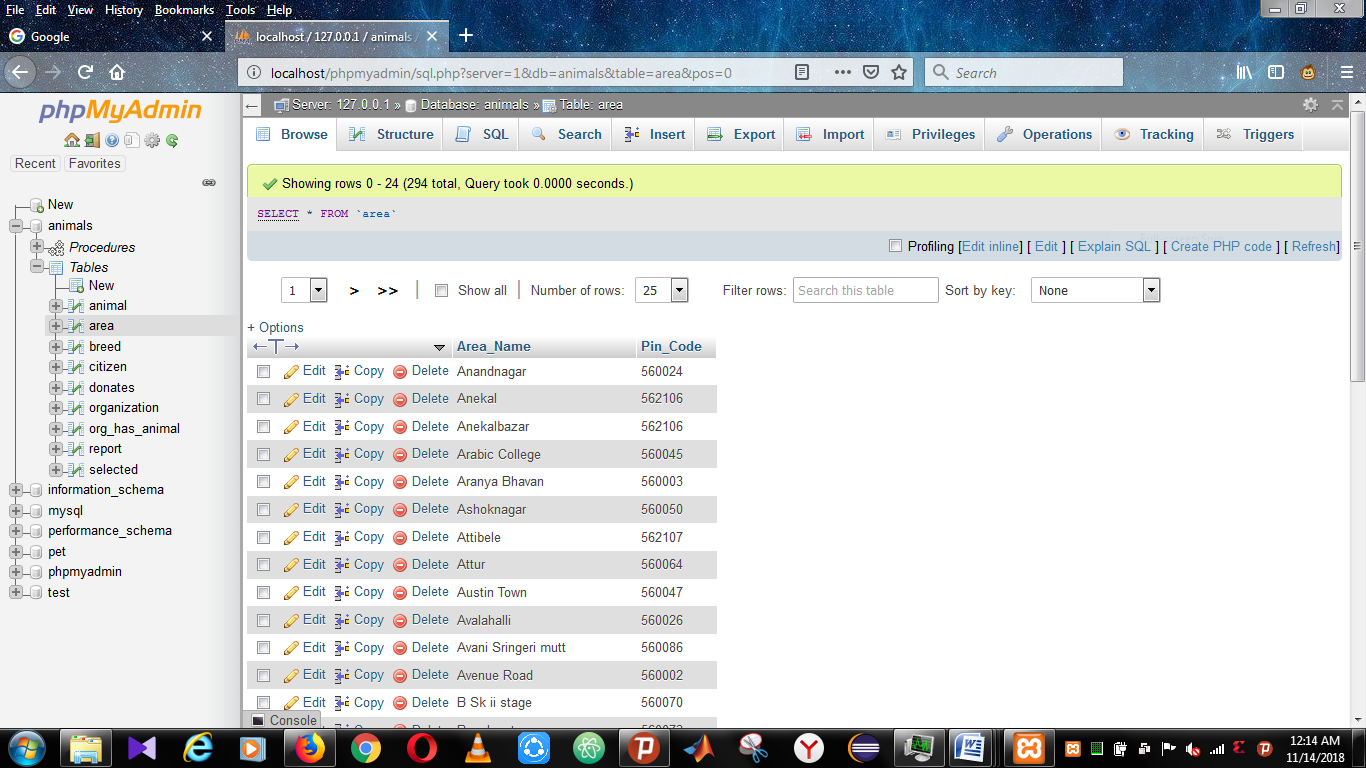 File Edit View History Bookmarks Tools Help
Google
localhost / 127.0.0.1 / animals /
localhost/phpmyadmin/sql.php?server=1&db=animals&table=area&pos=0
Search
phpMyAdmin
Recent Favorites
New
animals
Procedures
Tables
New
animal
area
breed
citizen
donates
organization
org_has_animal
report
selected
information_schema
mysql
performance_schema
pet
phpmyadmin
test
Server: 127.0.0.1 » Database: animals » Table: area
Browse Structure SQL Search Insert Export Import Privileges Operations Tracking Triggers
Showing rows 0 - 24 (294 total, Query took 0.0000 seconds.)
SELECT * FROM `area`
Profiling [Edit inline] [ Edit ] [ Explain SQL ] [ Create PHP code ] [ Refresh]
1 > >> | Show all | Number of rows: 25 Filter rows: Search this table Sort by key: None
+ Options
←T→ Area_Name Pin_Code
Edit Copy Delete Anandnagar 560024
Edit Copy Delete Anekal 562106
Edit Copy Delete Anekalbazar 562106
Edit Copy Delete Arabic College 560045
Edit Copy Delete Aranya Bhavan 560003
Edit Copy Delete Ashoknagar 560050
Edit Copy Delete Attibele 562107
Edit Copy Delete Attur 560064
Edit Copy Delete Austin Town 560047
Edit Copy Delete Avalahalli 560026
Edit Copy Delete Avani Sringeri mutt 560086
Edit Copy Delete Avenue Road 560002
Edit Copy Delete B Sk ii stage 560070
Console
12:14 AM
11/14/2018